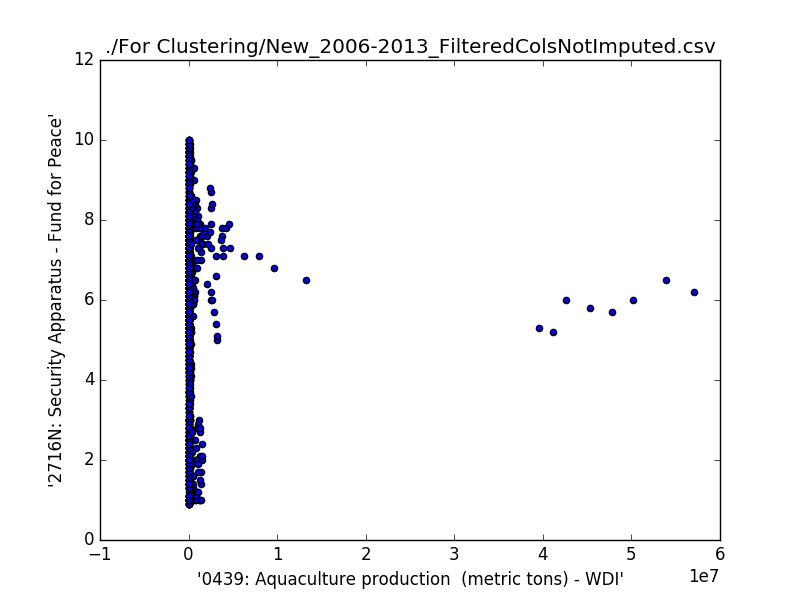 ./For Clustering/New_2006-2013_FilteredColsNotImputed.csv
'2716N: Security Apparatus - Fund for Peace'
12
10
8
6
4
2
0
−1 0 1 2 3 4 5 6
1e7
'0439: Aquaculture production  (metric tons) - WDI'